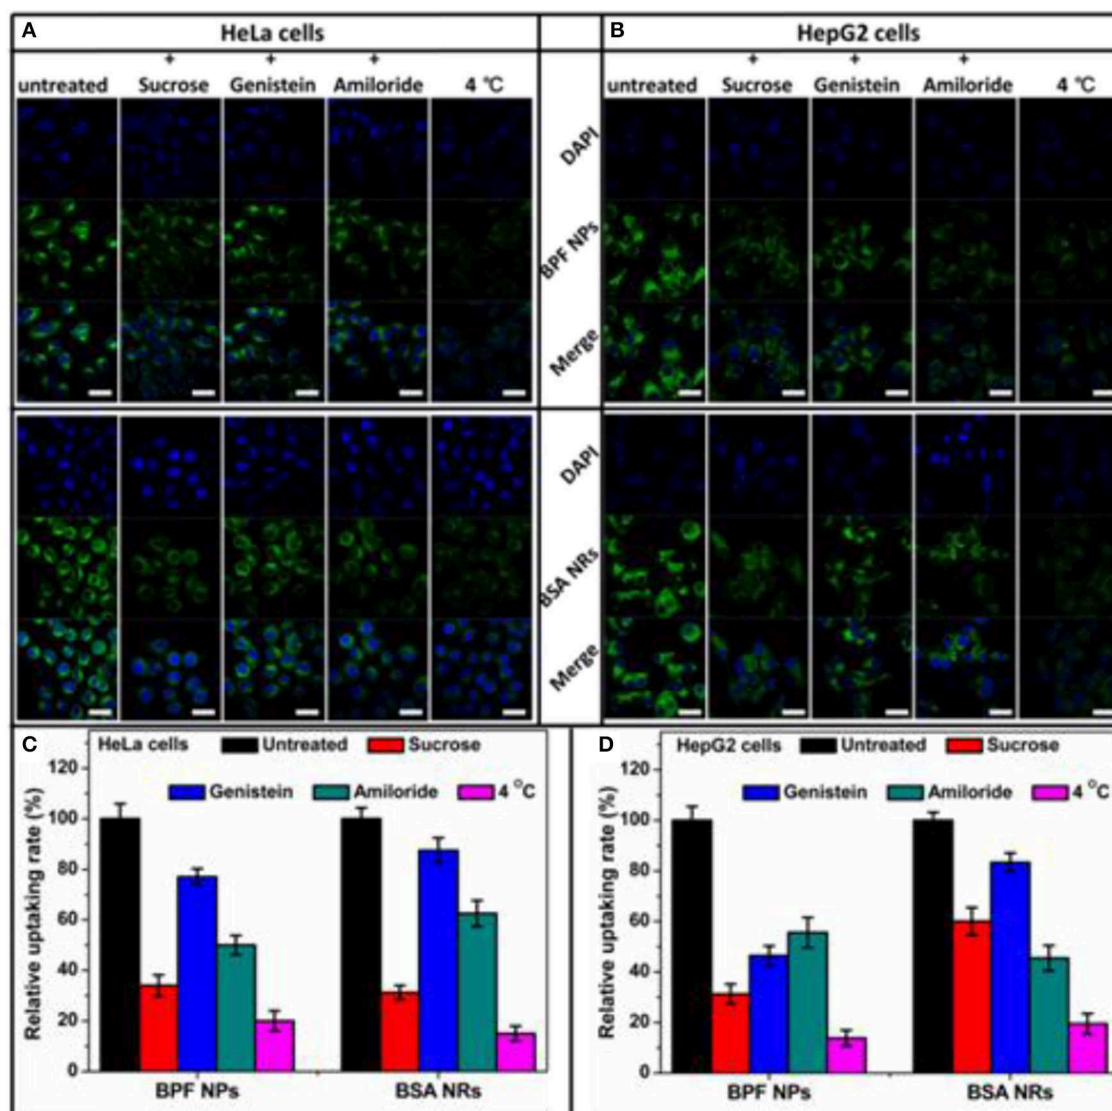 A
HeLa cells
B
HepG2 cells
+ + +
untreated Sucrose Genistein Amiloride 4 ℃
+ + +
untreated Sucrose Genistein Amiloride 4 ℃
DAPI
BPF NPs
Merge
DAPI
BSA NRs
Merge
C
HeLa cells Untreated Sucrose
Genistein Amiloride 4 °C
Relative uptaking rate (%)
120
100
80
60
40
20
0
BPF NPs BSA NRs
D
HepG2 cells Untreated Sucrose
Genistein Amiloride 4 °C
Relative uptaking rate (%)
120
100
80
60
40
20
0
BPF NPs BSA NRs